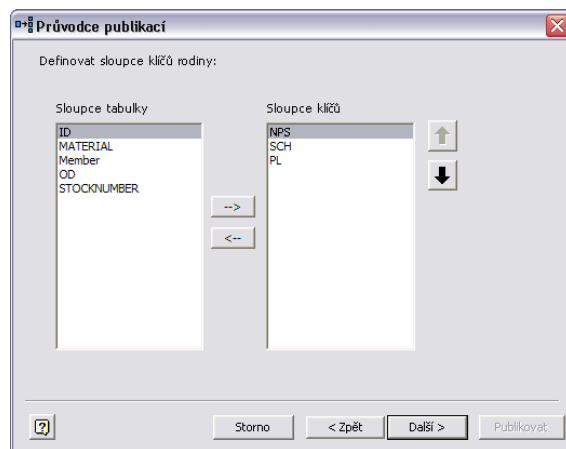 Průvodce publikací
Definovat sloupce klíčů rodiny:
Sloupce tabulky
ID
MATERIAL
Member
OD
STOCKNUMBER
-->
<--
Sloupce klíčů
NPS
SCH
PL
?
Storno
< Zpět
Další >
Publikovat